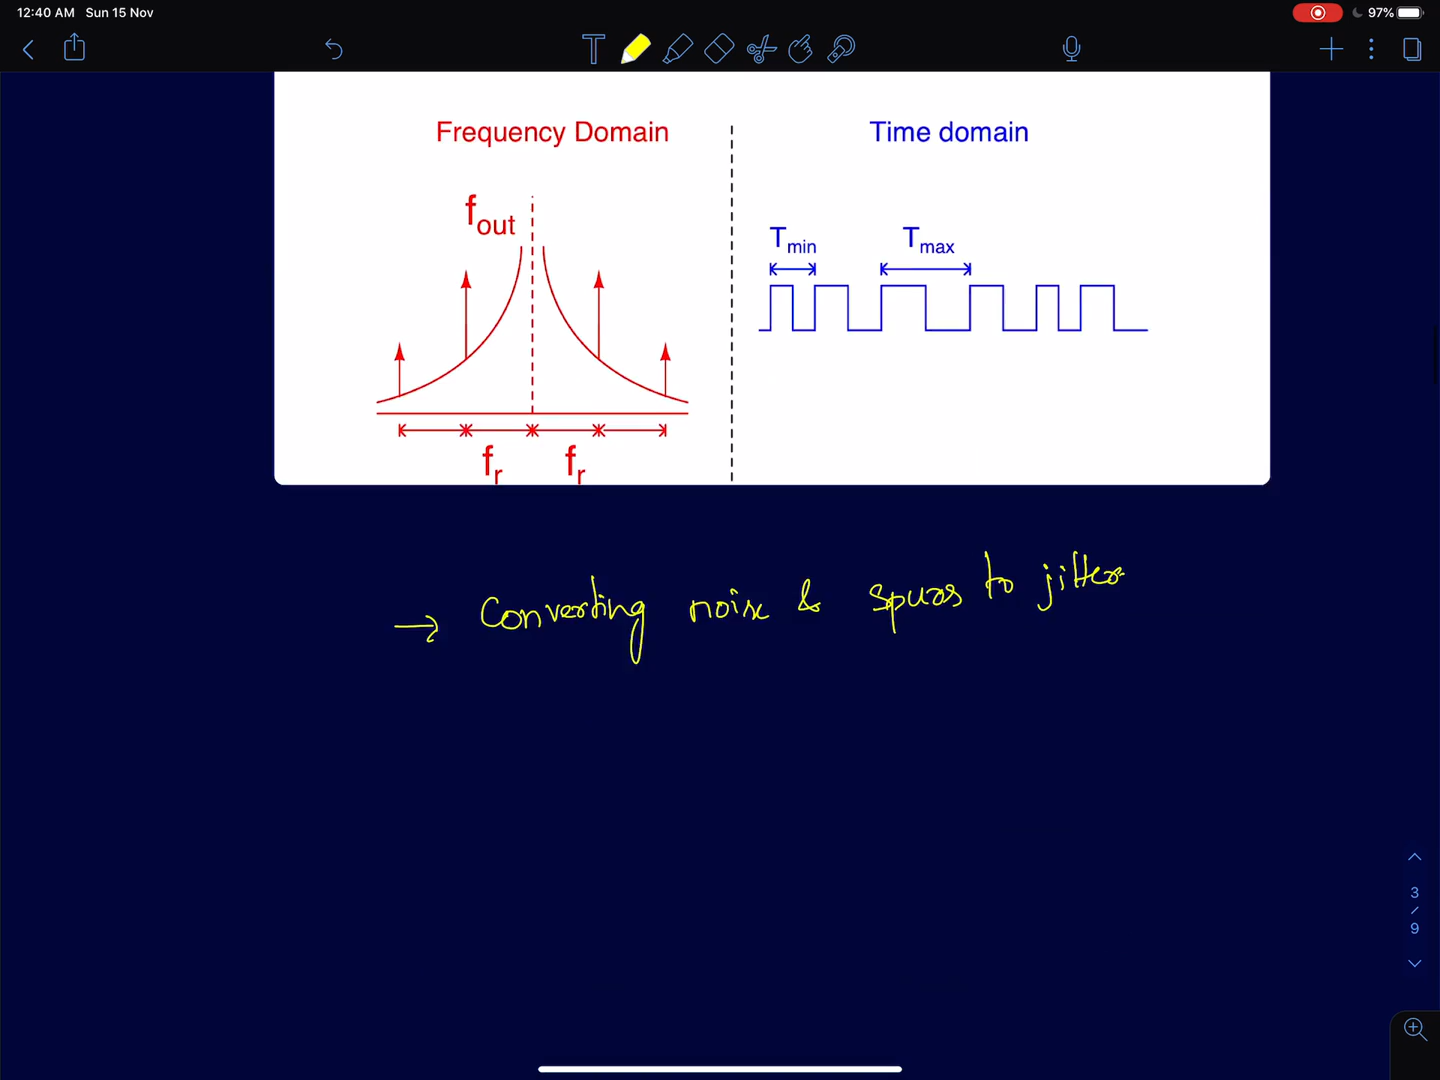 12:40 AM Sun 15 Nov
97%
Frequency Domain
Time domain
fout
Tmin
Tmax
fr
fr
→ Converting noise & spurs to jitter
3
/
9